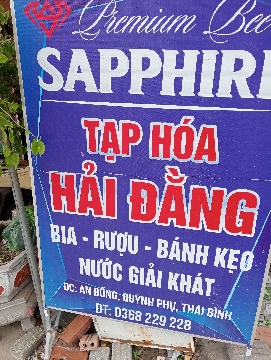 Premium Bee
SAPPHIRE
TẠP HÓA
HẢI ĐẰNG
BIA - RƯỢU - BÁNH KẸO
NƯỚC GIẢI KHÁT
ĐC: AN ĐỒNG, QUỲNH PHỤ, THÁI BÌNH
ĐT: 0368 229 228